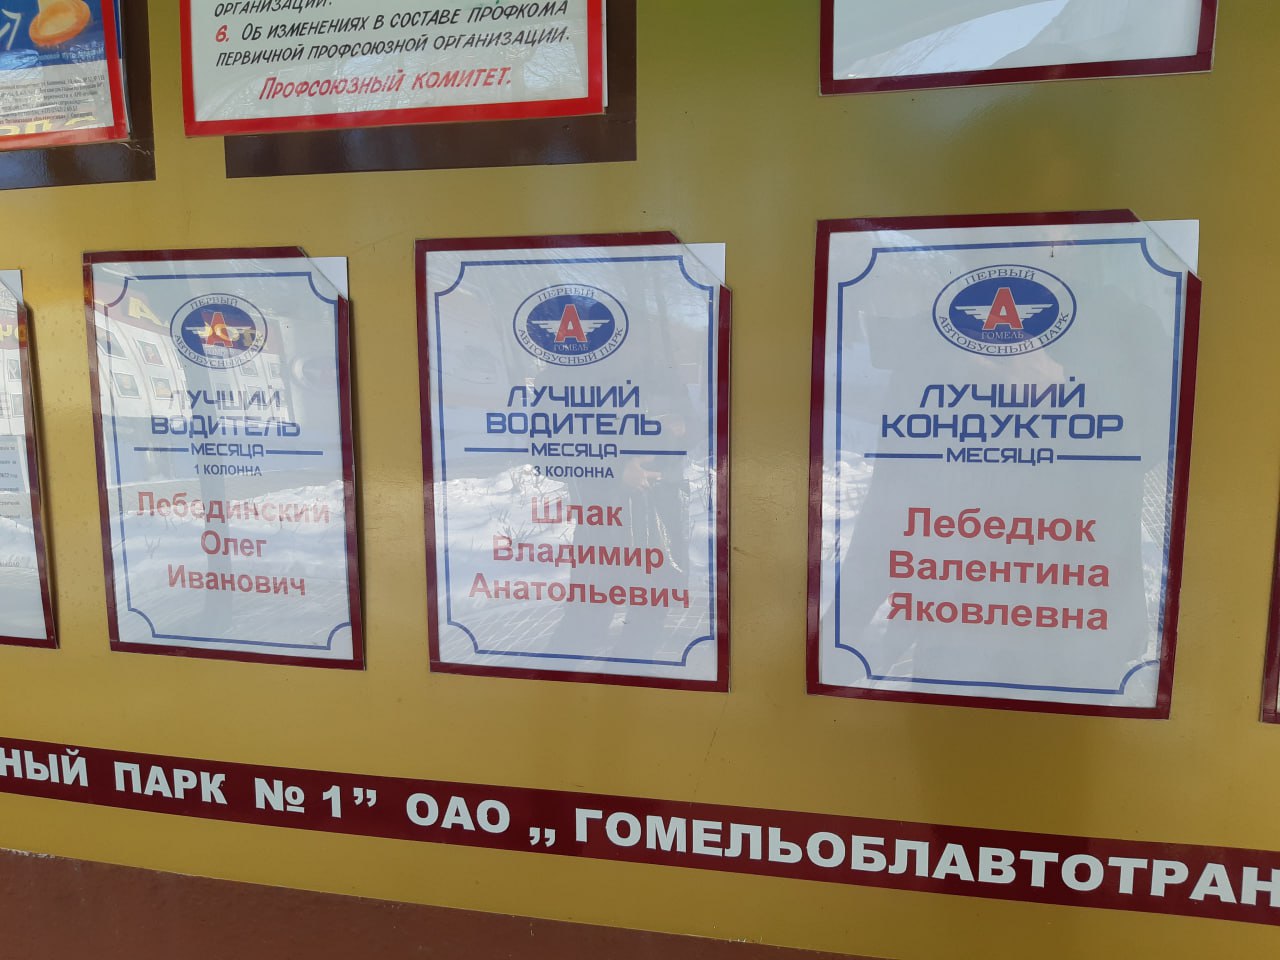 ОРГАНИЗАЦИИ.
6. ОБ ИЗМЕНЕНИЯХ В СОСТАВЕ ПРОФКОМА
ПЕРВИЧНОЙ ПРОФСОЮЗНОЙ ОРГАНИЗАЦИИ.
ПРОФСОЮЗНЫЙ КОМИТЕТ.
ПЕРВЫЙ
А
АВТОБУСНЫЙ ПАРК
ЛУЧШИЙ
ВОДИТЕЛЬ
МЕСЯЦА
1 КОЛОННА
Лебединский
Олег
Иванович
ПЕРВЫЙ
А
ГОМЕЛЬ
АВТОБУСНЫЙ ПАРК
ЛУЧШИЙ
ВОДИТЕЛЬ
МЕСЯЦА
3 КОЛОННА
Шпак
Владимир
Анатольевич
ПЕРВЫЙ
А
ГОМЕЛЬ
АВТОБУСНЫЙ ПАРК
ЛУЧШИЙ
КОНДУКТОР
МЕСЯЦА
Лебедюк
Валентина
Яковлевна
НЫЙ ПАРК № 1” ОАО „ ГОМЕЛЬОБЛАВТОТРАН